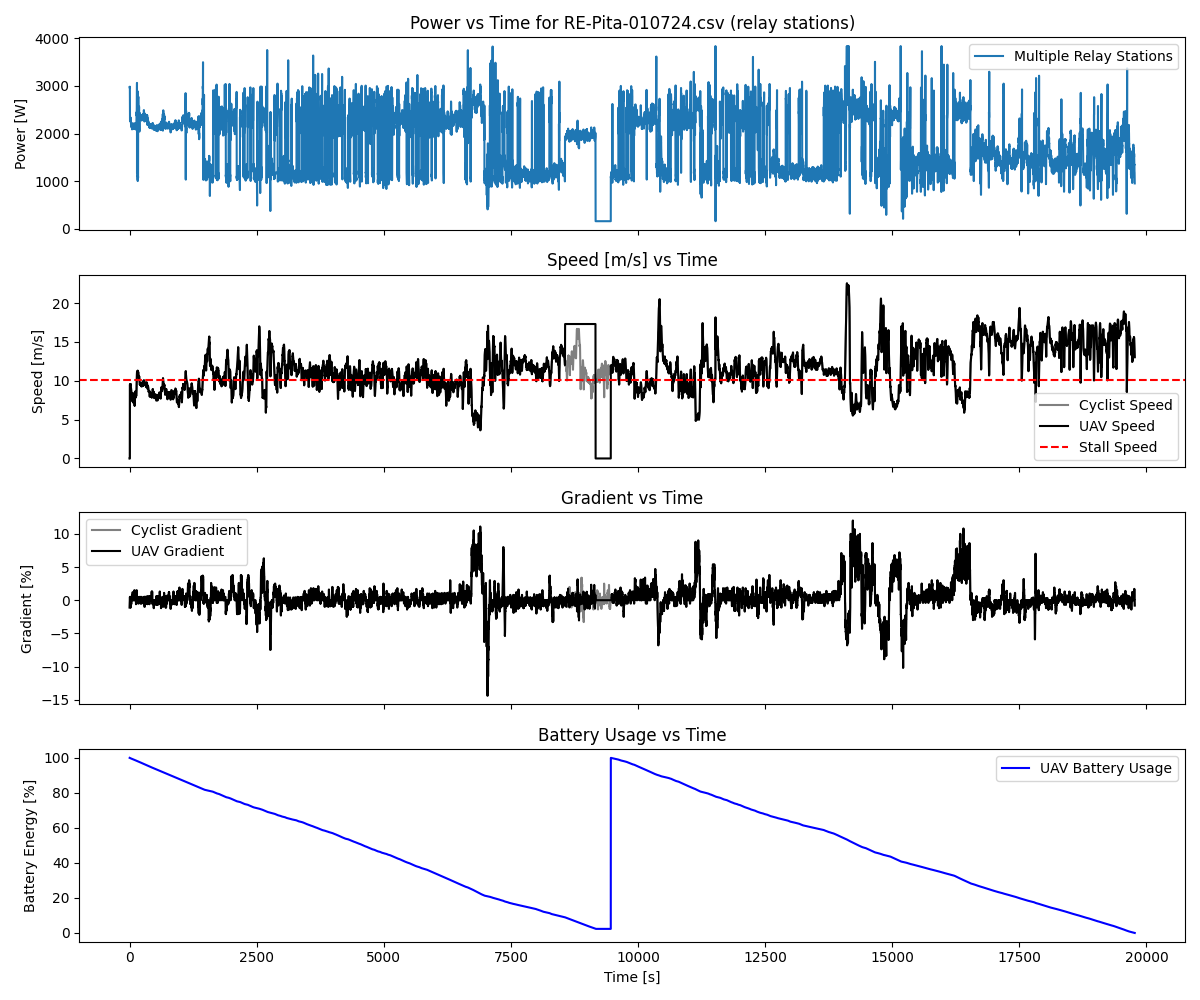 Power vs Time for RE-Pita-010724.csv (relay stations)
4000
3000
2000
1000
0
Power [W]
Multiple Relay Stations
Speed [m/s] vs Time
20
15
10
5
0
Speed [m/s]
Cyclist Speed
UAV Speed
Stall Speed
Gradient vs Time
10
5
0
−5
−10
−15
Gradient [%]
Cyclist Gradient
UAV Gradient
Battery Usage vs Time
100
80
60
40
20
0
Battery Energy [%]
UAV Battery Usage
0 2500 5000 7500 10000 12500 15000 17500 20000
Time [s]